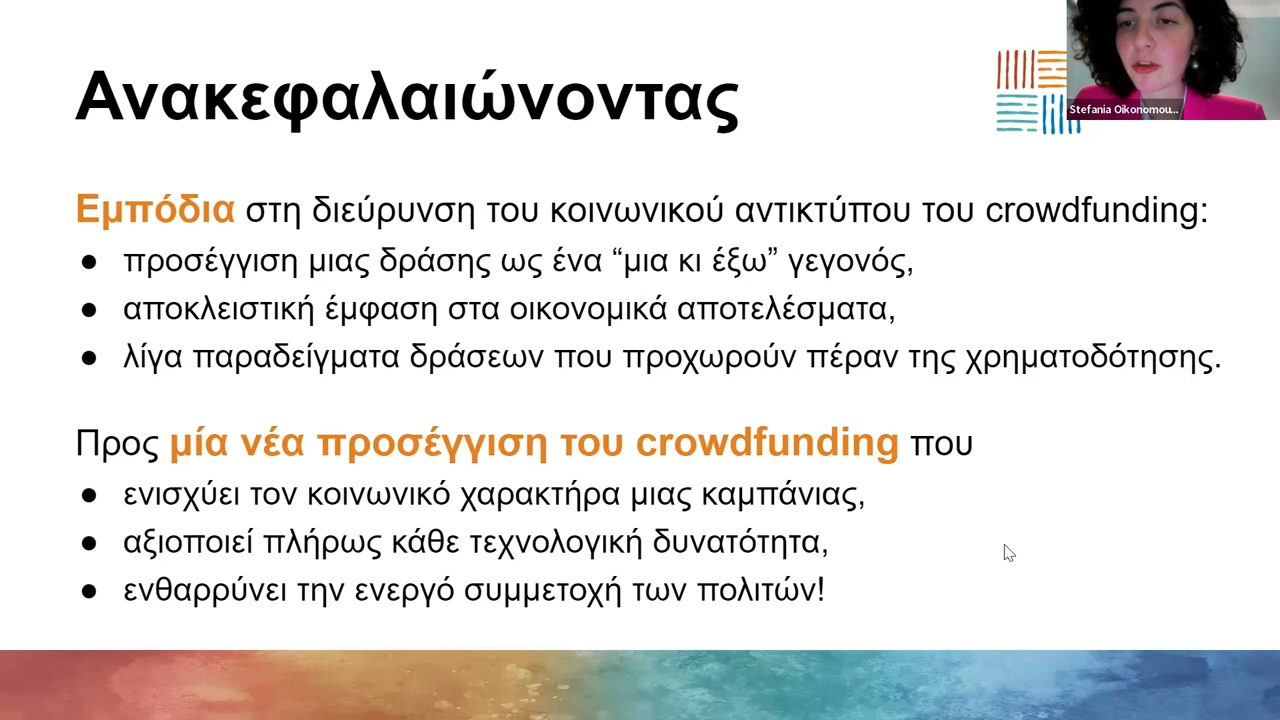 Ανακεφαλαιώνοντας
Stefania Oikonomou...
Εμπόδια στη διεύρυνση του κοινωνικού αντικτύπου του crowdfunding:
● προσέγγιση μιας δράσης ως ένα “μια κι έξω” γεγονός,
● αποκλειστική έμφαση στα οικονομικά αποτελέσματα,
● λίγα παραδείγματα δράσεων που προχωρούν πέραν της χρηματοδότησης.
Προς μία νέα προσέγγιση του crowdfunding που
● ενισχύει τον κοινωνικό χαρακτήρα μιας καμπάνιας,
● αξιοποιεί πλήρως κάθε τεχνολογική δυνατότητα,
● ενθαρρύνει την ενεργό συμμετοχή των πολιτών!